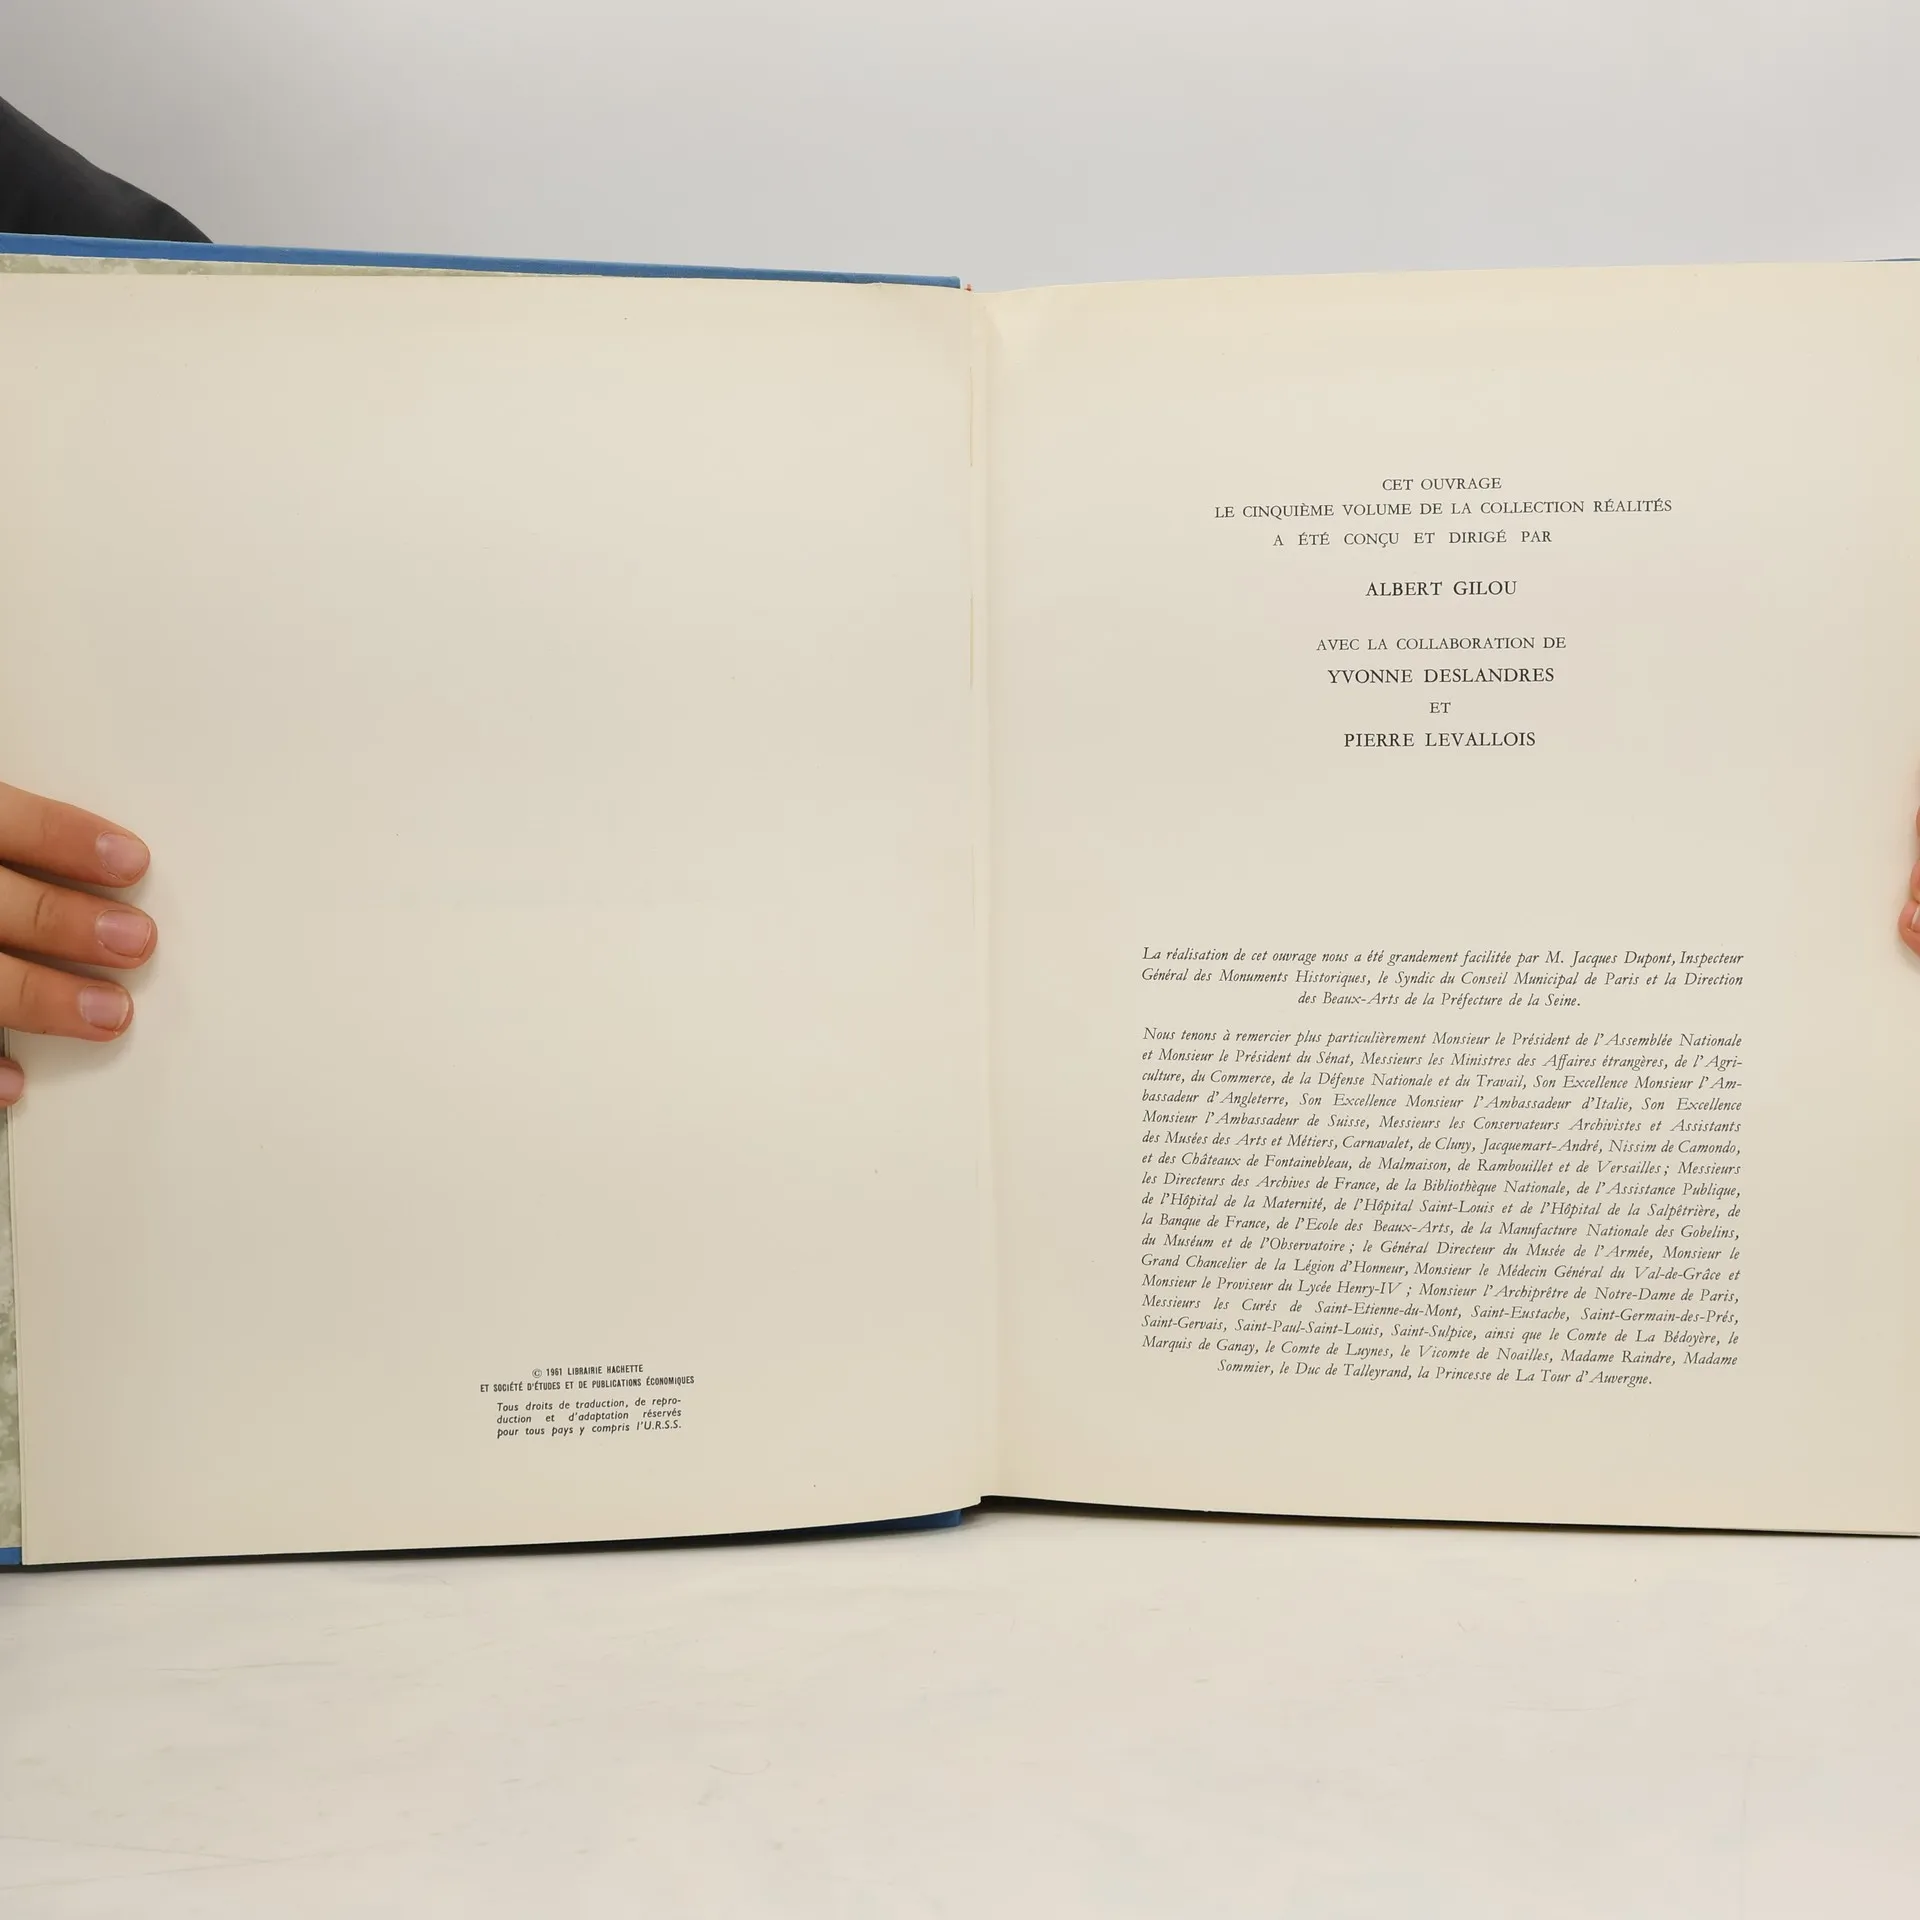 © 1961 LIBRAIRIE HACHETTE
ET SOCIÉTÉ D'ÉTUDES ET DE PUBLICATIONS ÉCONOMIQUES
Tous droits de traduction, de repro-
duction et d'adaptation réservés
pour tous pays y compris l'U.R.S.S.
CET OUVRAGE
LE CINQUIÈME VOLUME DE LA COLLECTION RÉALITÉS
A ÉTÉ CONÇU ET DIRIGÉ PAR
ALBERT GILOU
AVEC LA COLLABORATION DE
YVONNE DESLANDRES
ET
PIERRE LEVALLOIS
La réalisation de cet ouvrage nous a été grandement facilitée par M. Jacques Dupont, Inspecteur
Général des Monuments Historiques, le Syndic du Conseil Municipal de Paris et la Direction
des Beaux-Arts de la Préfecture de la Seine.
Nous tenons à remercier plus particulièrement Monsieur le Président de l'Assemblée Nationale
et Monsieur le Président du Sénat, Messieurs les Ministres des Affaires étrangères, de l'Agri-
culture, du Commerce, de la Défense Nationale et du Travail, Son Excellence Monsieur l'Am-
bassadeur d'Angleterre, Son Excellence Monsieur l'Ambassadeur d'Italie, Son Excellence
Monsieur l'Ambassadeur de Suisse, Messieurs les Conservateurs Archivistes et Assistants
des Musées des Arts et Métiers, Carnavalet, de Cluny, Jacquemart-André, Nissim de Camondo,
et des Châteaux de Fontainebleau, de Malmaison, de Rambouillet et de Versailles ; Messieurs
les Directeurs des Archives de France, de la Bibliothèque Nationale, de l'Assistance Publique,
de l'Hôpital de la Maternité, de l'Hôpital Saint-Louis et de l'Hôpital de la Salpêtrière, de
la Banque de France, de l'Ecole des Beaux-Arts, de la Manufacture Nationale des Gobelins,
du Muséum et de l'Observatoire ; le Général Directeur du Musée de l'Armée, Monsieur le
Grand Chancelier de la Légion d'Honneur, Monsieur le Médecin Général du Val-de-Grâce et
Monsieur le Proviseur du Lycée Henry-IV ; Monsieur l'Archiprêtre de Notre-Dame de Paris,
Messieurs les Curés de Saint-Etienne-du-Mont, Saint-Eustache, Saint-Germain-des-Prés,
Saint-Gervais, Saint-Paul-Saint-Louis, Saint-Sulpice, ainsi que le Comte de La Bédoyère, le
Marquis de Ganay, le Comte de Luynes, le Vicomte de Noailles, Madame Raindre, Madame
Sommier, le Duc de Talleyrand, la Princesse de La Tour d'Auvergne.